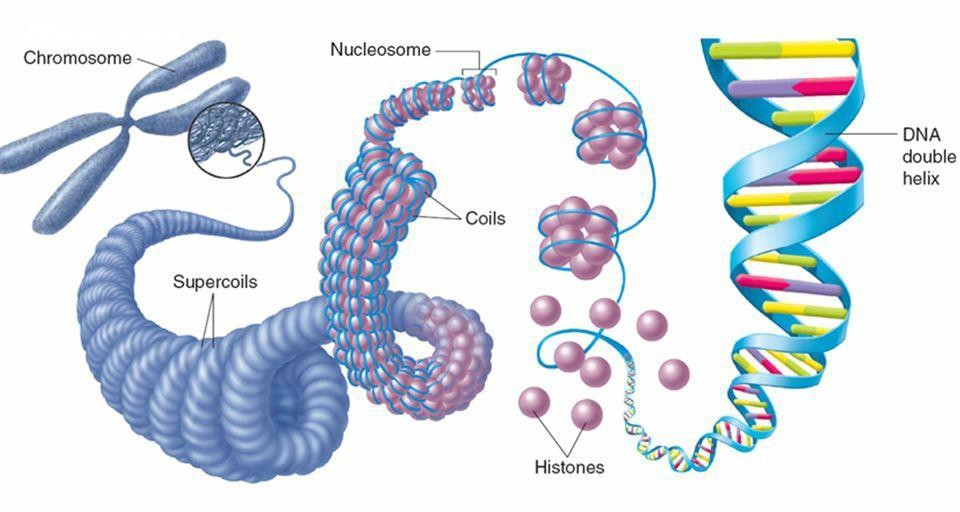 Chromosome
Nucleosome
DNA
double
helix
Coils
Supercoils
Histones